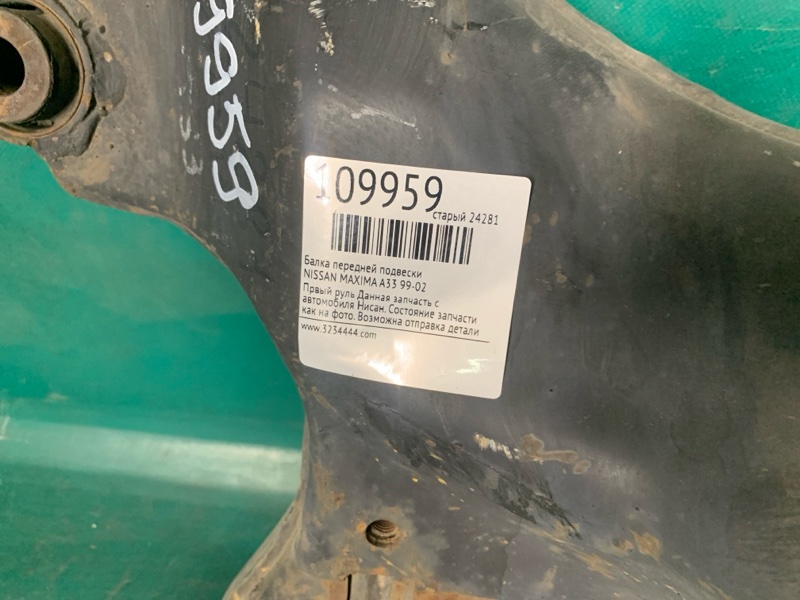 9959
109959
старый 24281
Балка передней подвески
NISSAN MAXIMA A33 99-02
Првый руль Данная запчасть с
автомобиля Нисан. Состояние запчасти
как на фото. Возможна отправка детали
www.3234444.com